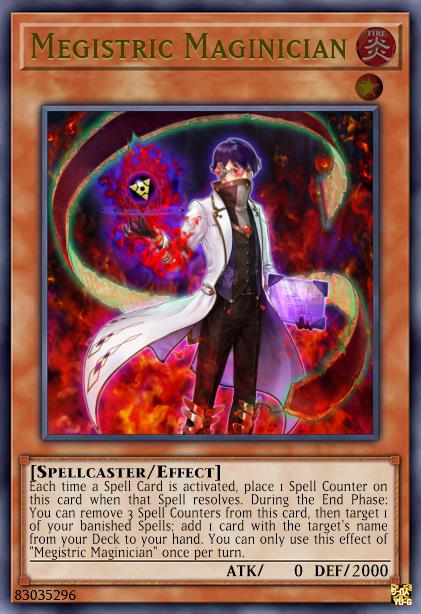 MEGISTRIC MAGINICIAN
FIRE
炎
[SPELLCASTER/EFFECT]
Each time a Spell Card is activated, place 1 Spell Counter on
this card when that Spell resolves. During the End Phase:
You can remove 3 Spell Counters from this card, then target 1
of your banished Spells; add 1 card with the target's name
from your Deck to your hand. You can only use this effect of
"Megistric Maginician" once per turn.
ATK/ 0 DEF/2000
83035296